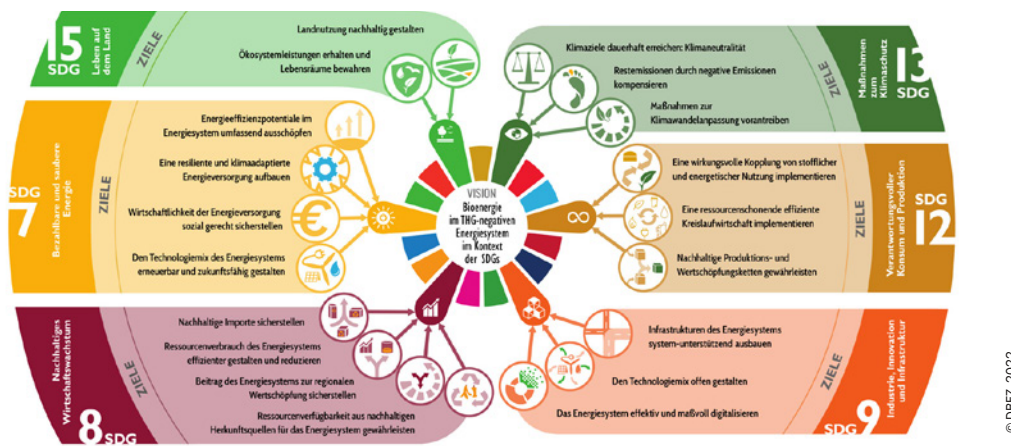 15
SDG
Leben auf
dem Land
ZIELE
Landnutzung nachhaltig gestalten
Ökosystemleistungen erhalten und
Lebensräume bewahren
Klimaziele dauerhaft erreichen: Klimaneutralität
Restemissionen durch negative Emissionen
kompensieren
Maßnahmen zur
Klimawandelanpassung vorantreiben
ZIELE
Maßnahmen
zum
Klimaschutz
13
SDG
SDG
7
Bezahlbare und saubere
Energie
ZIELE
Energieeffizienzpotentiale im
Energiesystem umfassend ausschöpfen
Eine resiliente und klimaadaptierte
Energieversorgung aufbauen
Wirtschaftlichkeit der Energieversorgung
sozial gerecht sicherstellen
Den Technologiemix des Energiesystems
erneuerbar und zukunftsfähig gestalten
€
VISION
Bioenergie
im THG-negativen
Energiesystem
im Kontext
der SDGs
Eine wirkungsvolle Kopplung von stofflicher
und energetischer Nutzung implementieren
Eine ressourcenschonende effiziente
Kreislaufwirtschaft implementieren
Nachhaltige Produktions- und
Wertschöpfungsketten gewährleisten
ZIELE
Verantwortungsvoller
Konsum und Produktion
SDG
12
8
SDG
Nachhaltiges
Wirtschaftswachstum
ZIELE
Nachhaltige Importe sicherstellen
Ressourcenverbrauch des Energiesystems
effizienter gestalten und reduzieren
Beitrag des Energiesystems zur regionalen
Wertschöpfung sicherstellen
Ressourcenverfügbarkeit aus nachhaltigen
Herkunftsquellen für das Energiesystem gewährleisten
Infrastrukturen des Energiesystems
system-unterstützend ausbauen
Den Technologiemix offen gestalten
Das Energiesystem effektiv und maßvoll digitalisieren
ZIELE
Industrie, Innovation
und Infrastruktur
9
SDG
© DBFZ, 2022